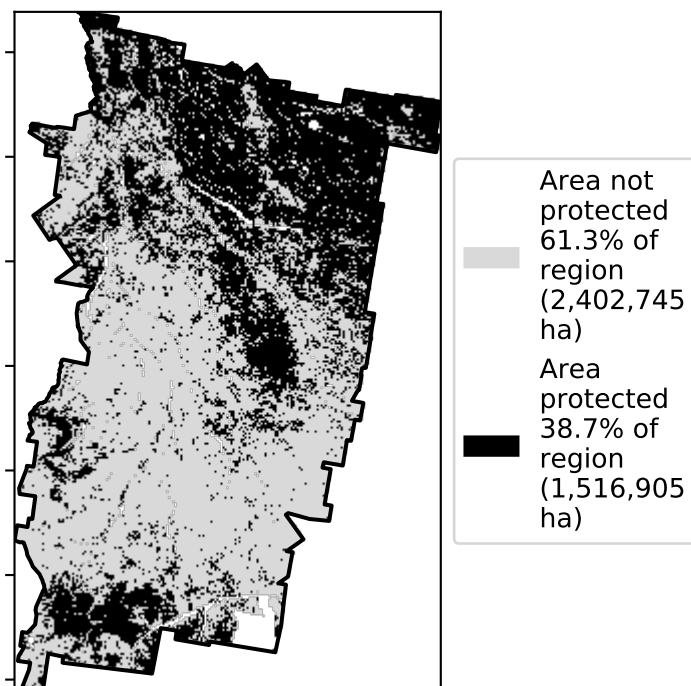 Area not
protected
61.3% of
region
(2,402,745
ha)
Area
protected
38.7% of
region
(1,516,905
ha)